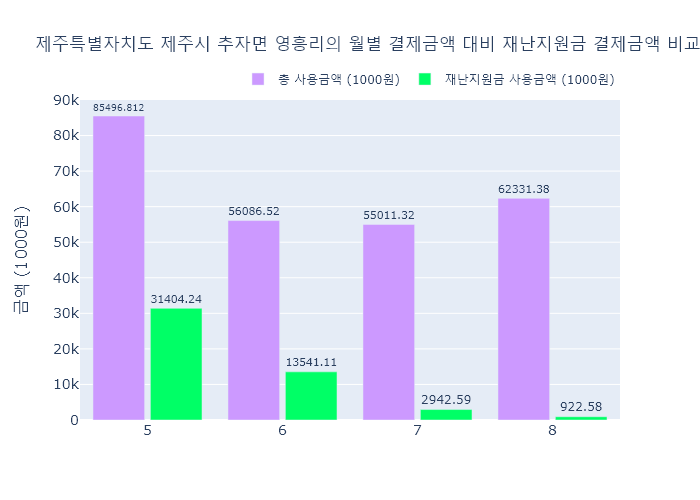 제주특별자치도 제주시 추자면 영흥리의 월별 결제금액 대비 재난지원금 결제금액 비교
총 사용금액 (1000원)
재난지원금 사용금액 (1000원)
금액 (1000원)
90k
80k
70k
60k
50k
40k
30k
20k
10k
0
85496.812
31404.24
56086.52
13541.11
55011.32
2942.59
62331.38
922.58
5
6
7
8